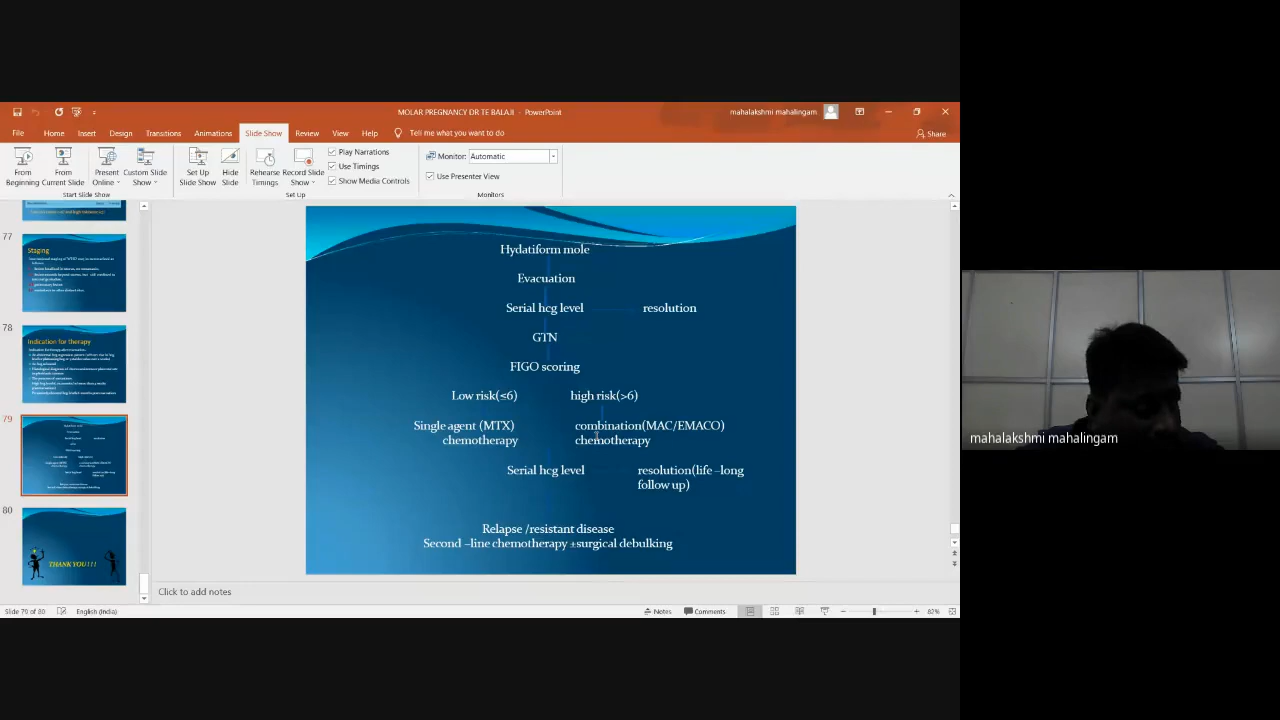 MOLAR PREGNANCY DR TE BALAJI - PowerPoint
mahalakshmi mahalingam
File Home Insert Design Transitions Animations Slide Show Review View Help Tell me what you want to do
Share
From Beginning
From Current Slide
Present Online
Custom Slide Show
Set Up Slide Show
Hide Slide
Rehearse Timings
Record Slide Show
Play Narrations
Use Timings
Show Media Controls
Monitor: Automatic
Use Presenter View
Start Slide Show
Set Up
Monitors
77
Staging
78
Indication for therapy
79
80
THANK YOU!!!
Hydatiform mole
Evacuation
Serial hcg level resolution
GTN
FIGO scoring
Low risk(≤6) high risk(>6)
Single agent (MTX) combination(MAC/EMACO)
chemotherapy chemotherapy
Serial hcg level resolution(life –long
follow up)
Relapse /resistant disease
Second –line chemotherapy ±surgical debulking
Click to add notes
Slide 79 of 80 English (India) Notes Comments 82%
mahalakshmi mahalingam